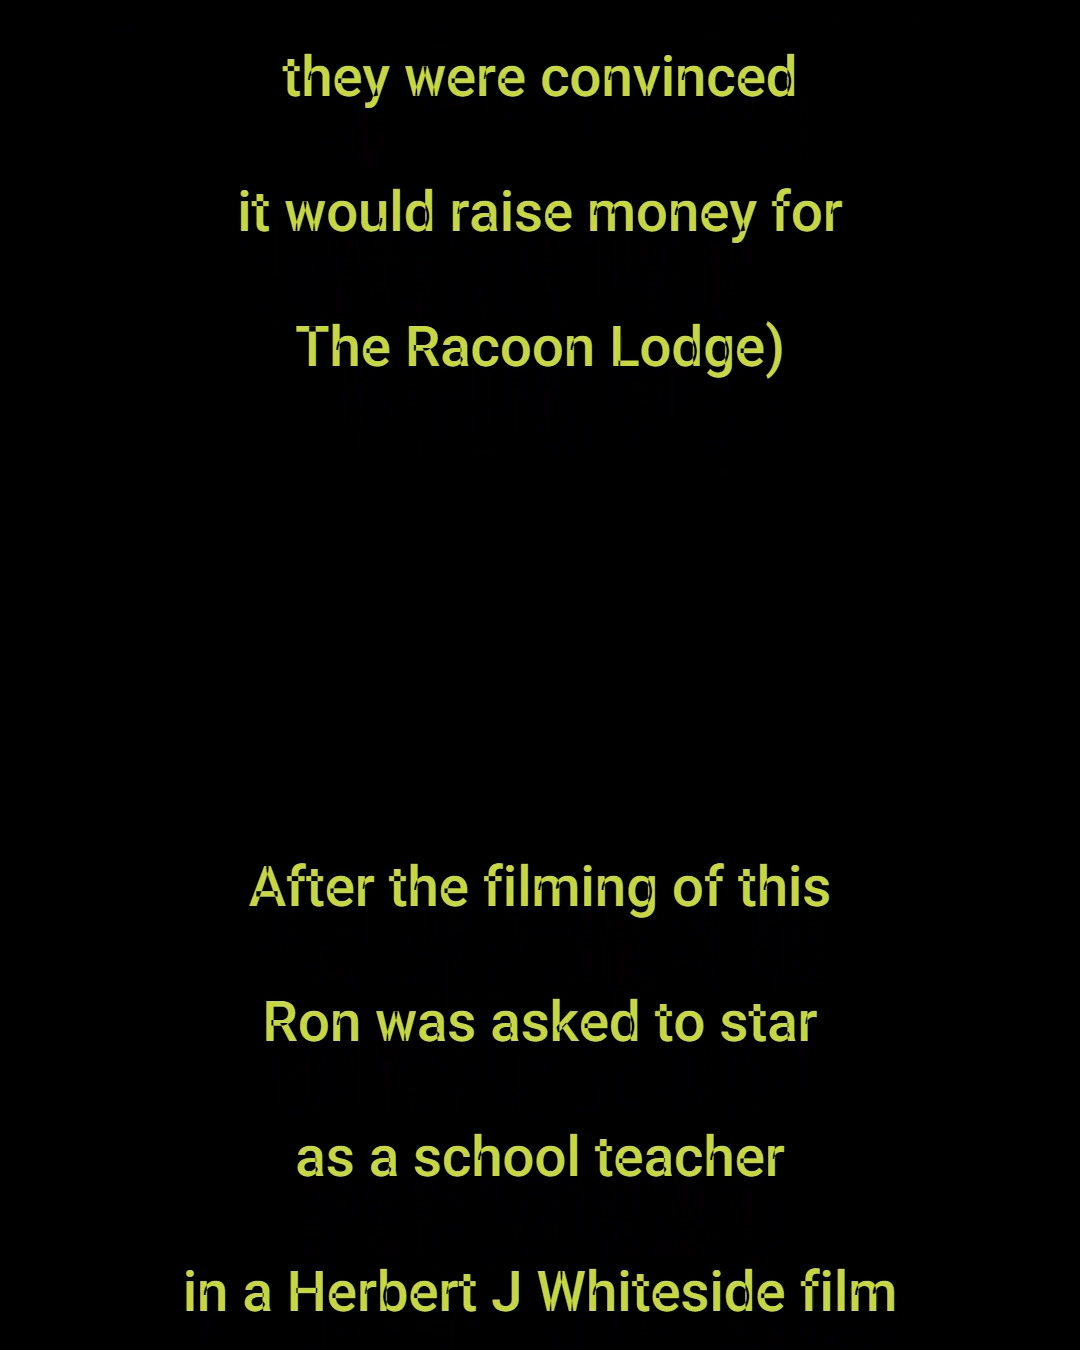 they were convinced
it would raise money for
The Racoon Lodge)
After the filming of this
Ron was asked to star
as a school teacher
in a Herbert J Whiteside film